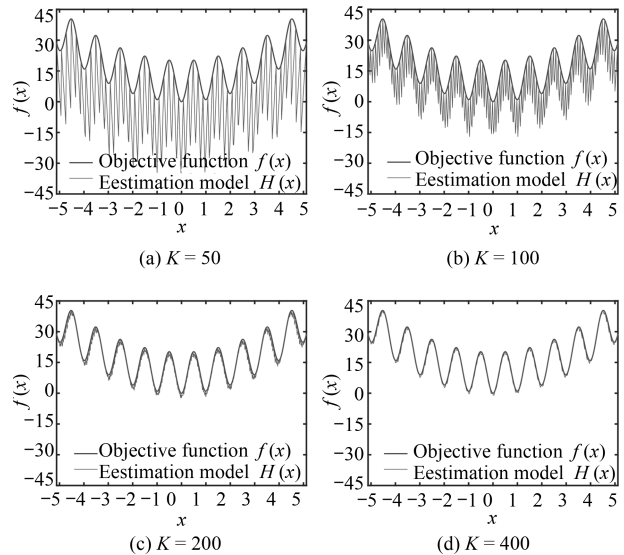 45
30
15
0
−15
−30
−45
f(x)
Objective function f(x)
Eestimation model H(x)
−5 −4 −3 −2 −1 0 1 2 3 4 5
x
(a) K = 50
45
30
15
0
−15
−30
−45
f(x)
Objective function f(x)
Eestimation model H(x)
−5 −4 −3 −2 −1 0 1 2 3 4 5
x
(b) K = 100
45
30
15
0
−15
−30
−45
f(x)
Objective function f(x)
Eestimation model H(x)
−5 −4 −3 −2 −1 0 1 2 3 4 5
x
(c) K = 200
45
30
15
0
−15
−30
−45
f(x)
Objective function f(x)
Eestimation model H(x)
−5 −4 −3 −2 −1 0 1 2 3 4 5
x
(d) K = 400